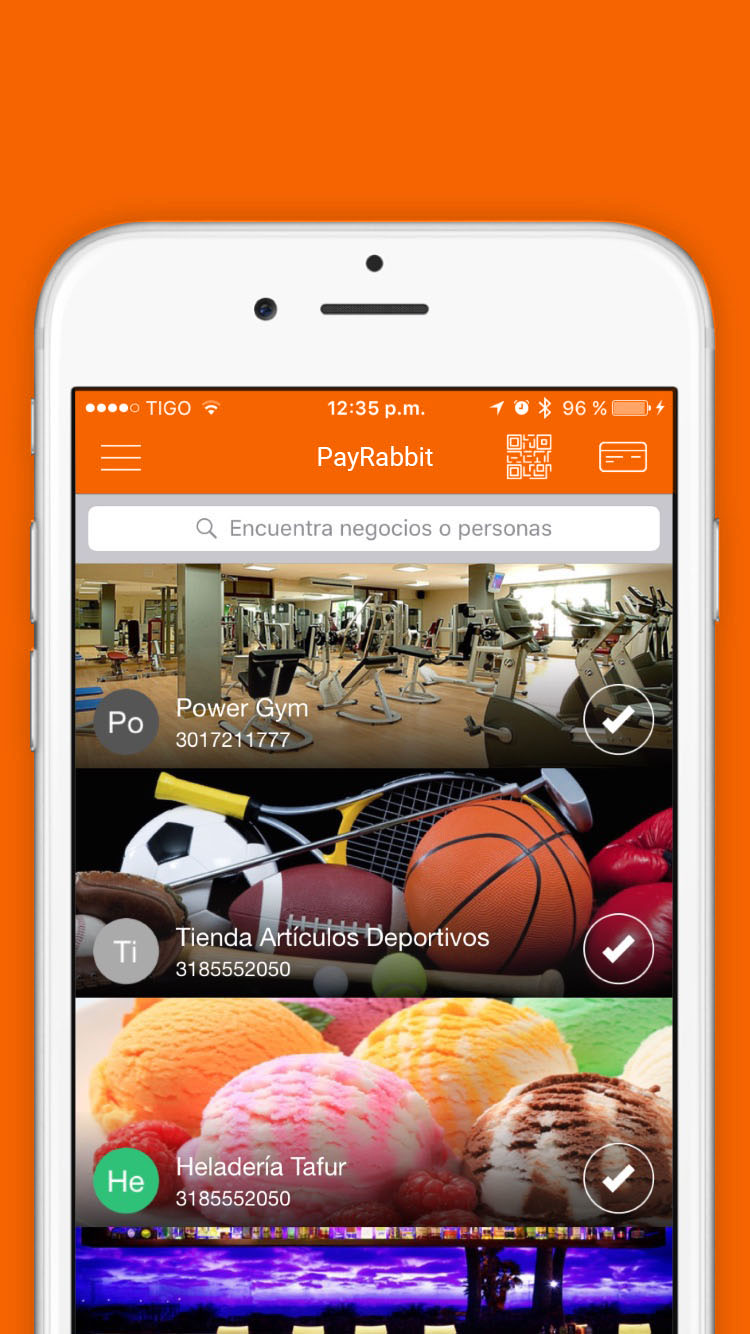 TIGO 12:35 p.m. 96 %
PayRabbit
Encuentra negocios o personas
Po Power Gym
3017211777
Ti Tienda Artículos Deportivos
3185552050
He Heladería Tafur
3185552050